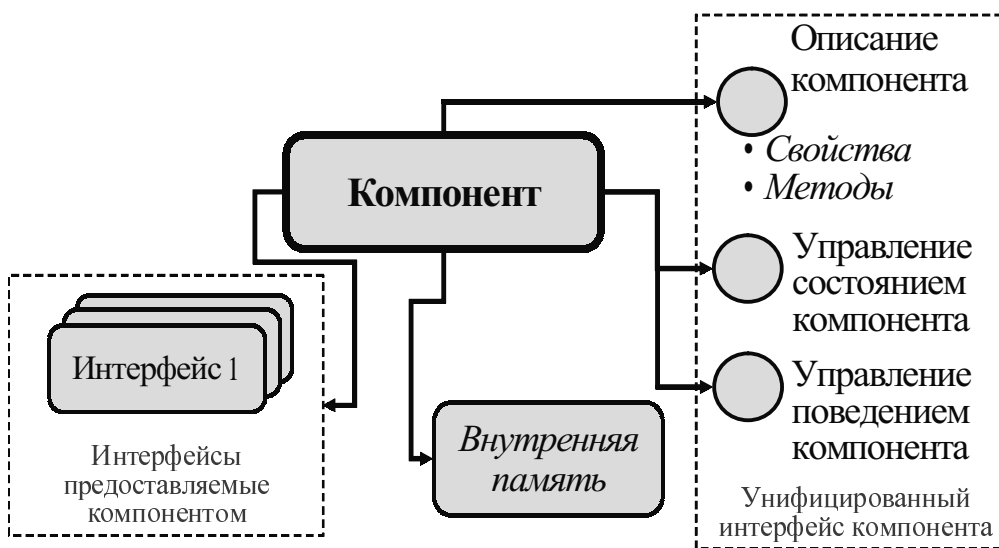 Описание
компонента
• Свойства
• Методы
Компонент
Управление
состоянием
компонента
Интерфейс 1
Управление
поведением
компонента
Внутренняя
память
Интерфейсы
предоставляемые
компонентом
Унифицированный
интерфейс компонента